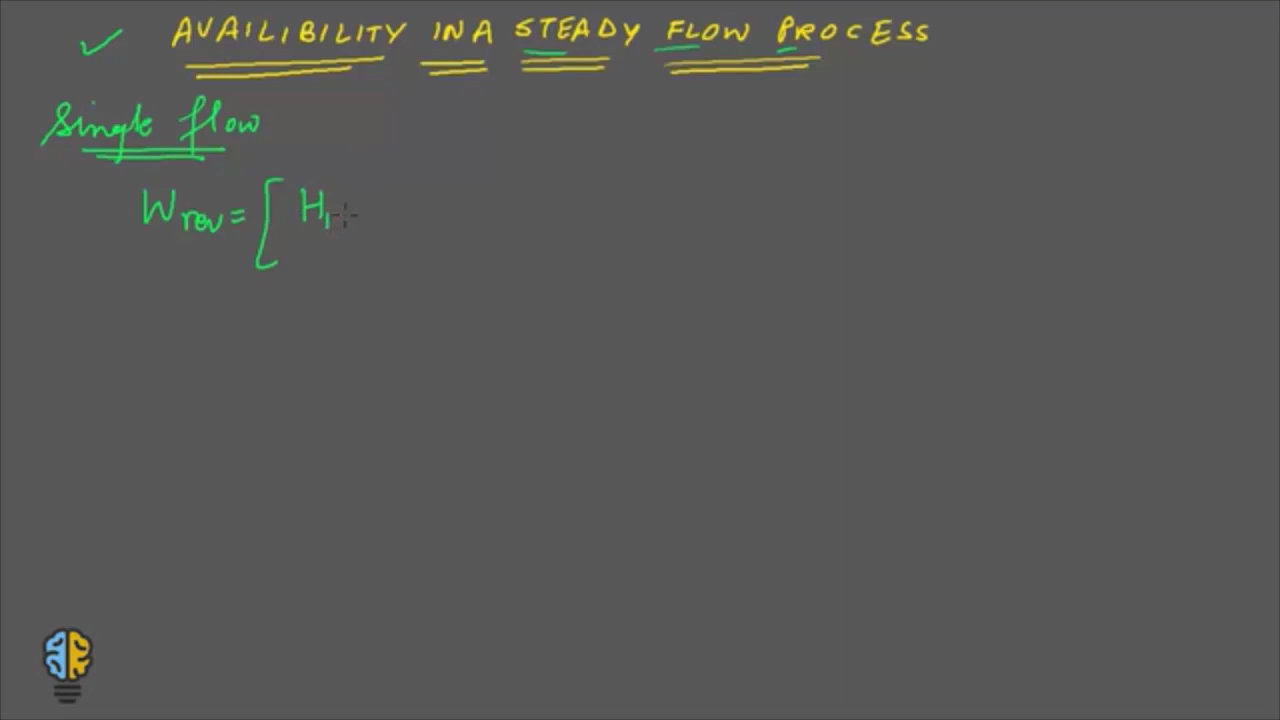 ✓ AVAILIBILITY IN A STEADY FLOW PROCESS
Single flow
Wrev = [ H₁